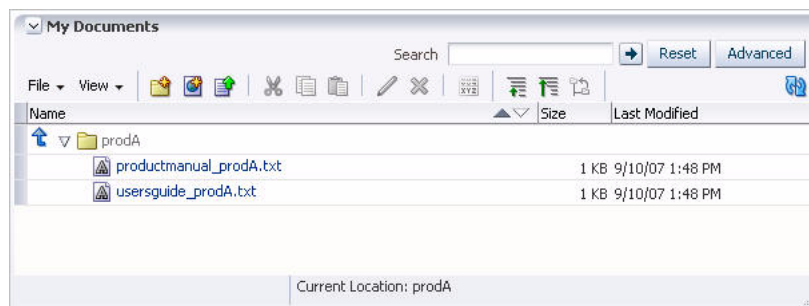 My Documents
Search Reset Advanced
File View
Name Size Last Modified
prodA
productmanual_prodA.txt 1 KB 9/10/07 1:48 PM
usersguide_prodA.txt 1 KB 9/10/07 1:48 PM
Current Location: prodA